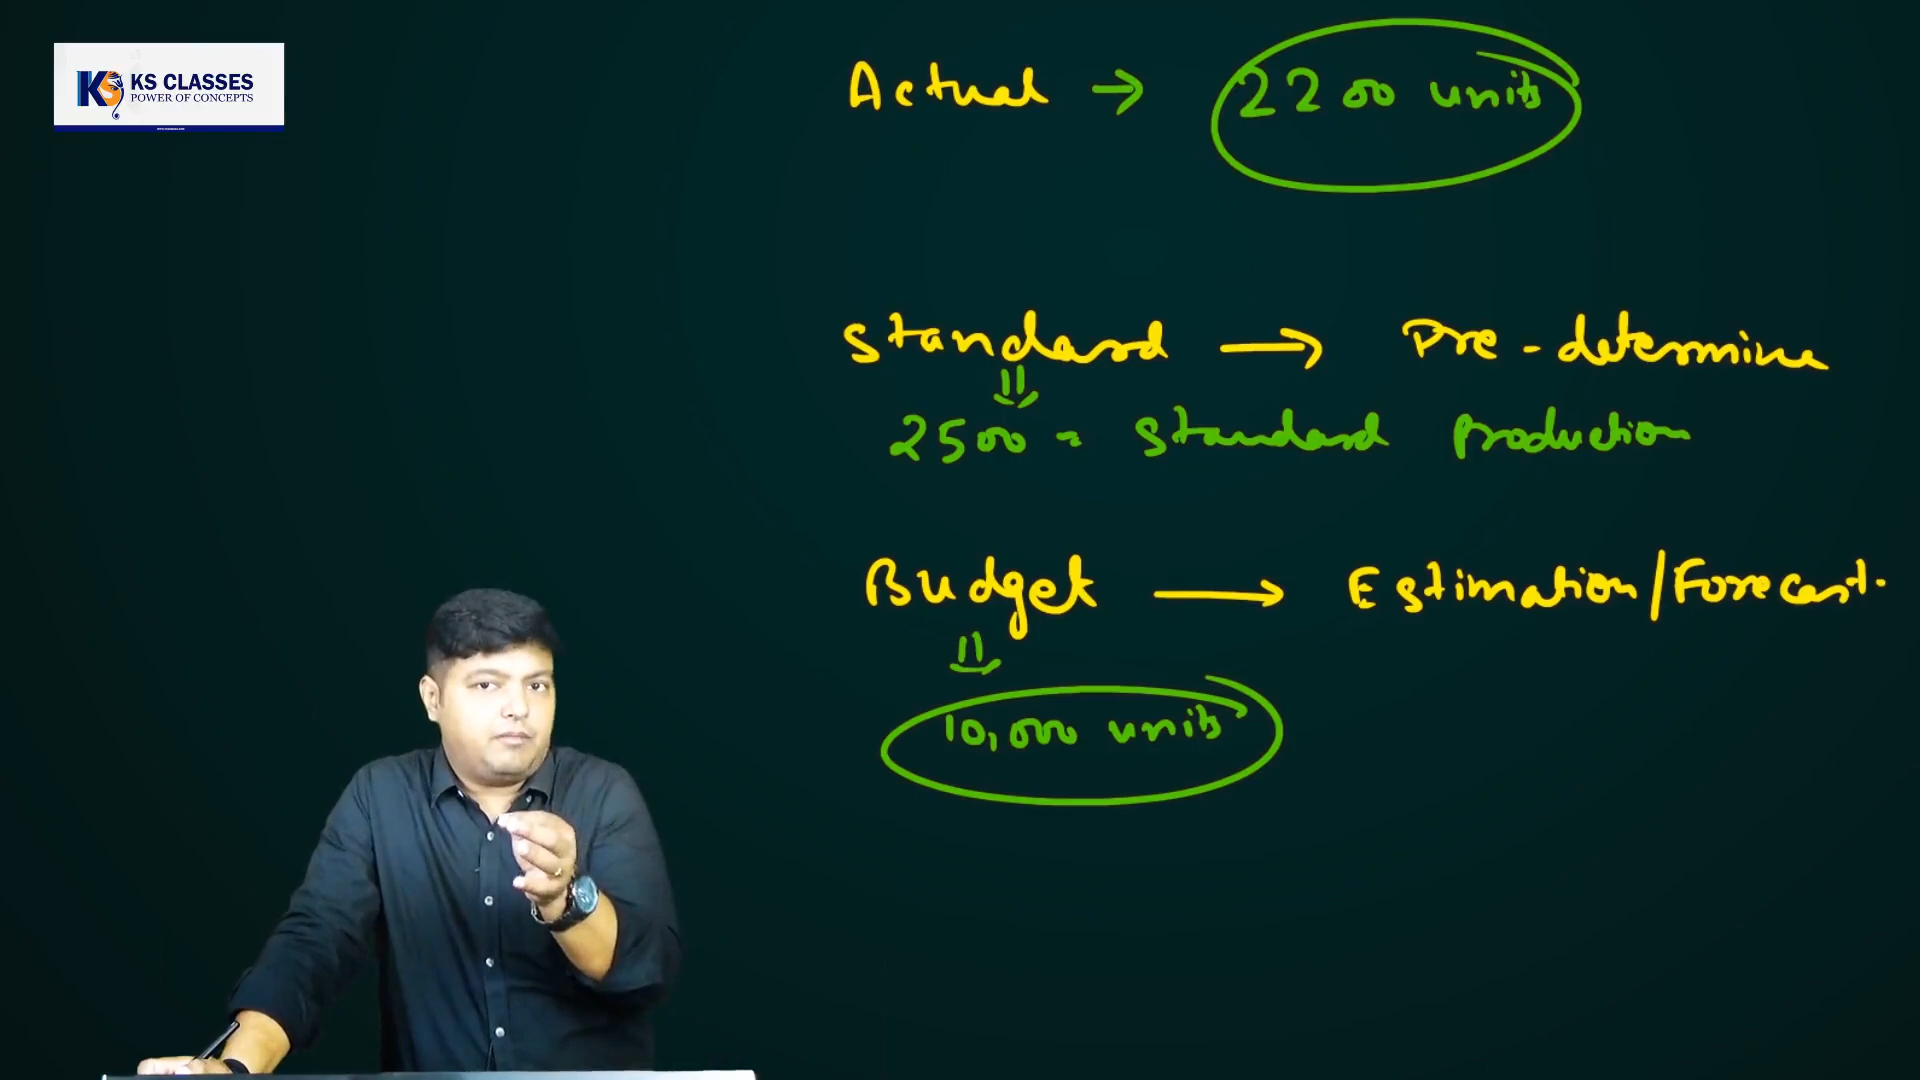 KS CLASSES
POWER OF CONCEPTS
Actual → 2200 units
Standard → Pre-determine
2500 = Standard Production
Budget → Estimation/Forecast.
10,000 units